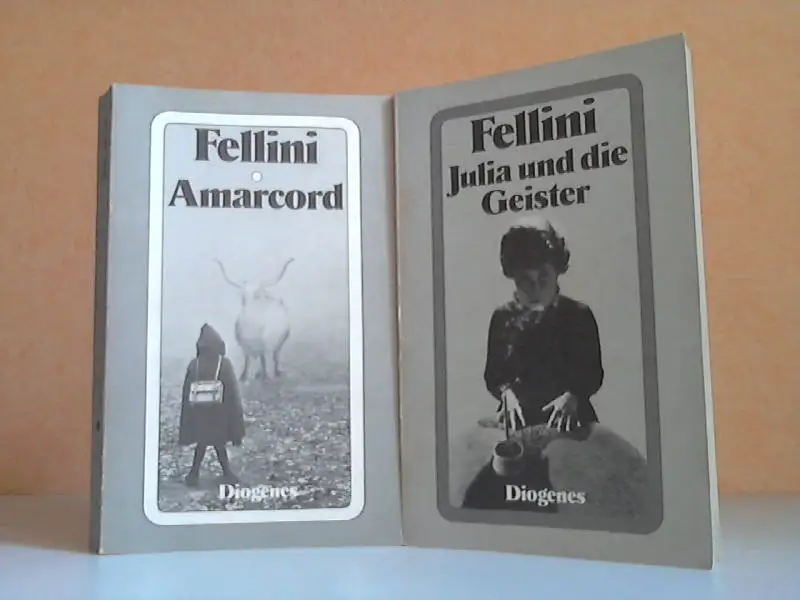 Fellini
Amarcord
Diogenes
Fellini
Julia und die
Geister
Diogenes